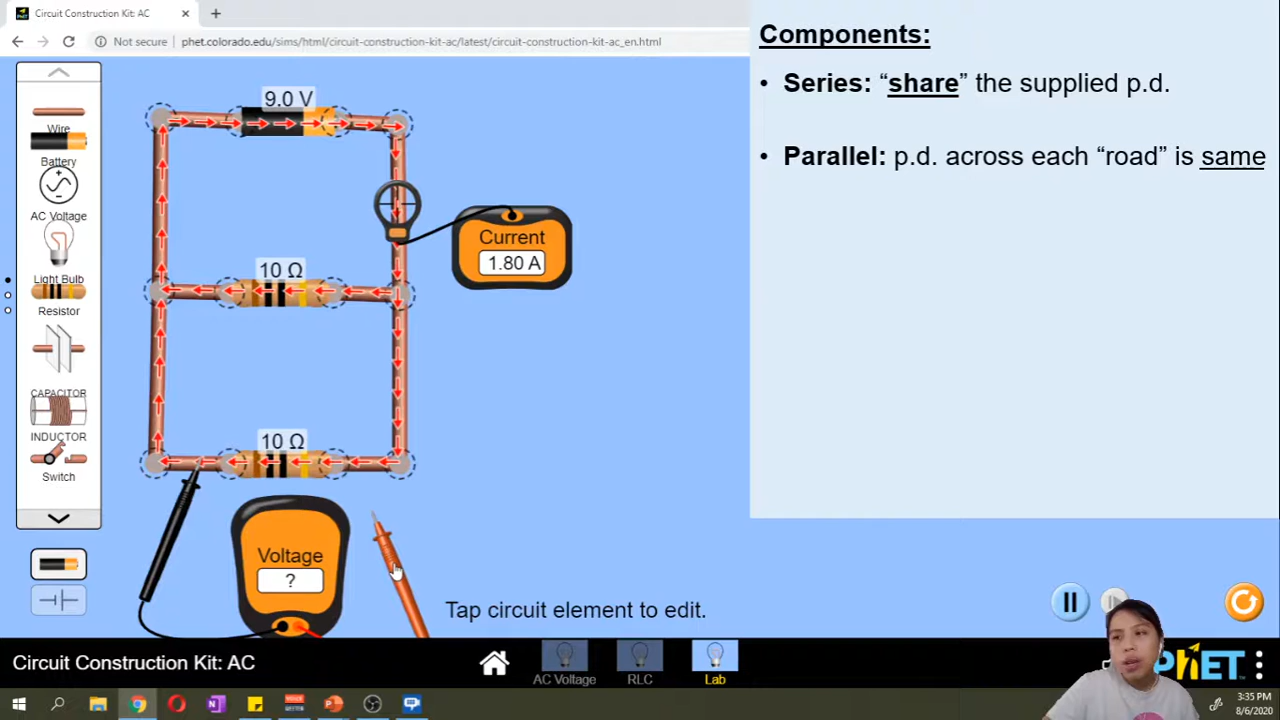 Circuit Construction Kit: AC
Not secure
phet.colorado.edu/sims/html/circuit-construction-kit-ac/latest/circuit-construction-kit-ac_en.html
Components:
• Series: “share” the supplied p.d.
• Parallel: p.d. across each “road” is same
Wire
Battery
AC Voltage
Light Bulb
Resistor
CAPACITOR
INDUCTOR
Switch
9.0 V
Current
1.80 A
10 Ω
10 Ω
Voltage
?
Tap circuit element to edit.
Circuit Construction Kit: AC
AC Voltage
RLC
Lab
PhET
3:35 PM
8/6/2020